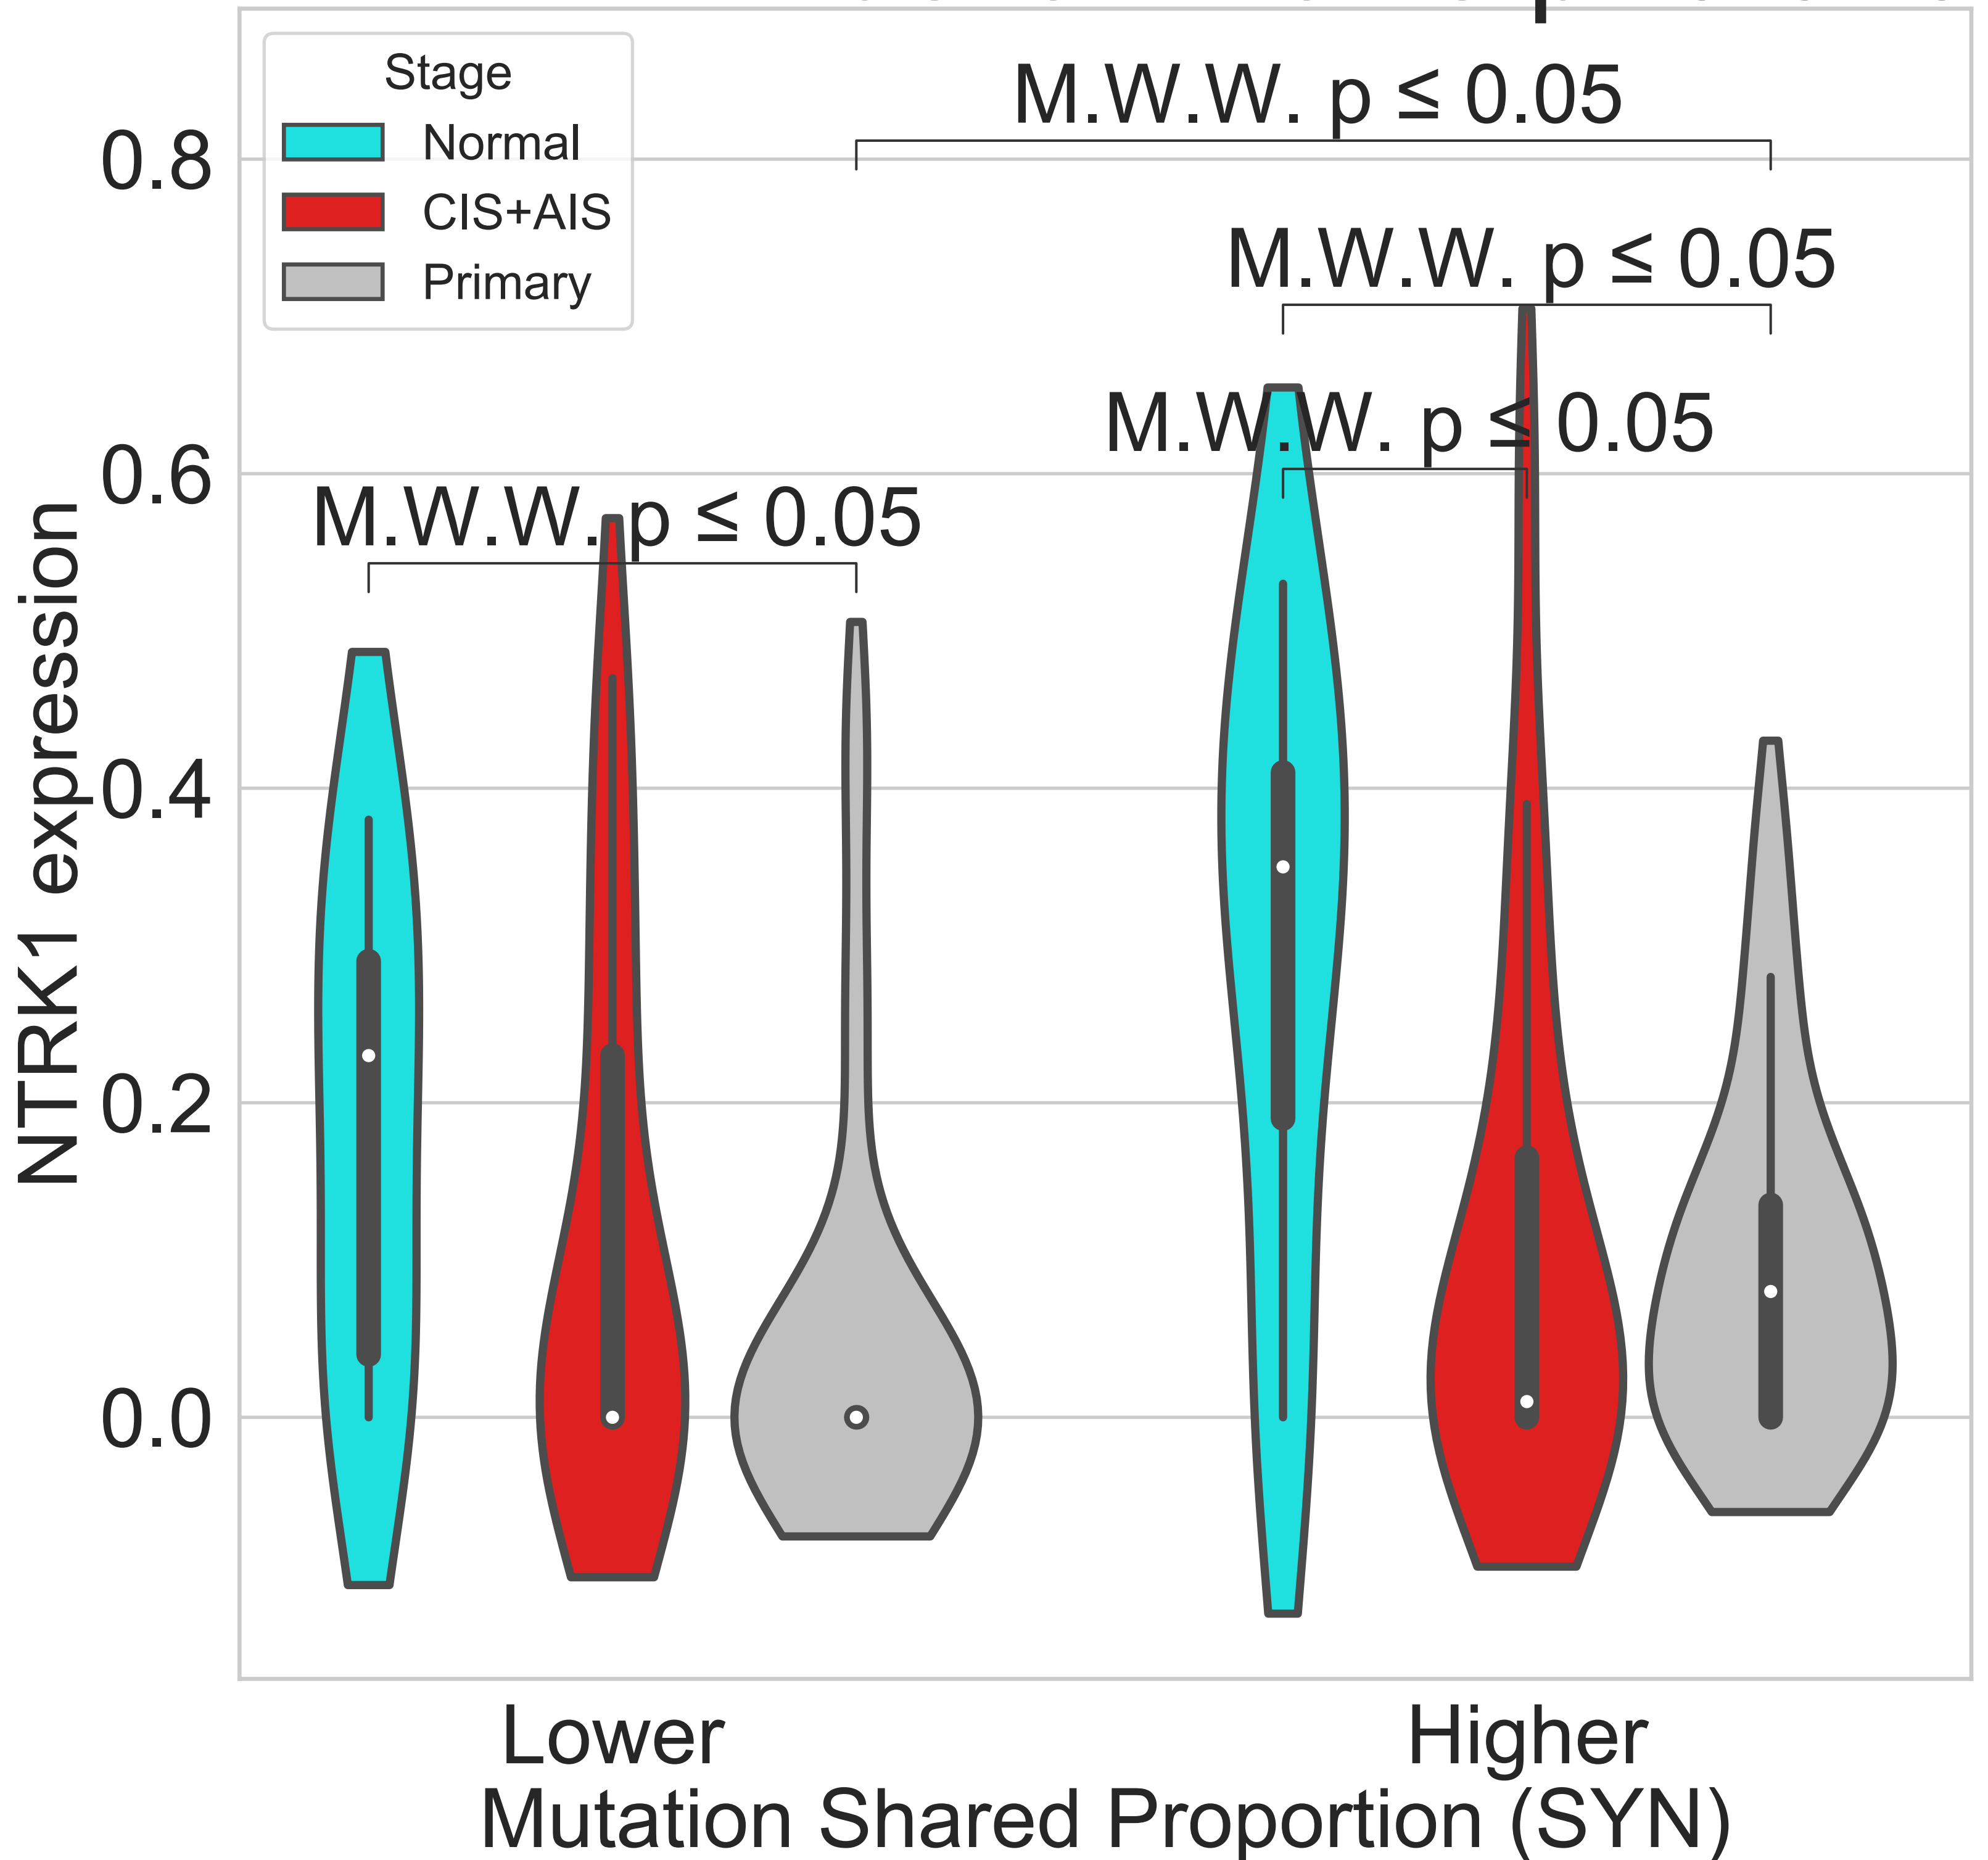 M.W.W. p ≤ 0.05
Stage
Normal
CIS+AIS
Primary
M.W.W. p ≤ 0.05
M.W.W. p ≤ 0.05
M.W.W. p ≤ 0.05
0.8
0.6
0.4
0.2
0.0
NTRK1 expression
Lower
Higher
Mutation Shared Proportion (SYN)